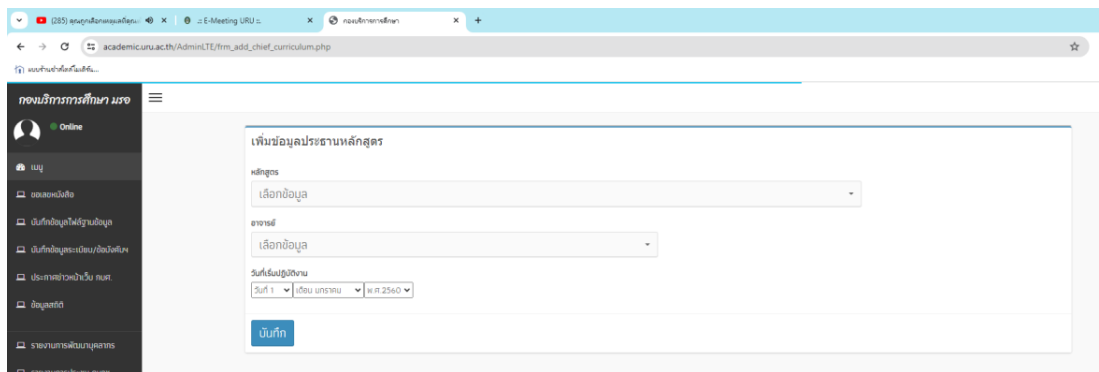 (285)
.:: E-Meeting URU ::.
กองบริการการศึกษา
academic.uru.ac.th/AdminLTE/frm_add_chief_curriculum.php
กองบริการการศึกษา มรอ
Online
เมนู
ขอเลขหนังสือ
บันทึกข้อมูลไฟล์ฐานข้อมูล
บันทึกข้อมูลระเบียบ/ข้อบังคับฯ
ประกาศข่าวหน้าเว็บ กบศ.
ข้อมูลสถิติ
รายงานการพัฒนาบุคลากร
เพิ่มข้อมูลประธานหลักสูตร
หลักสูตร
เลือกข้อมูล
อาจารย์
เลือกข้อมูล
วันที่เริ่มปฏิบัติงาน
วันที่ 1 เดือน มกราคม พ.ศ.2560
บันทึก